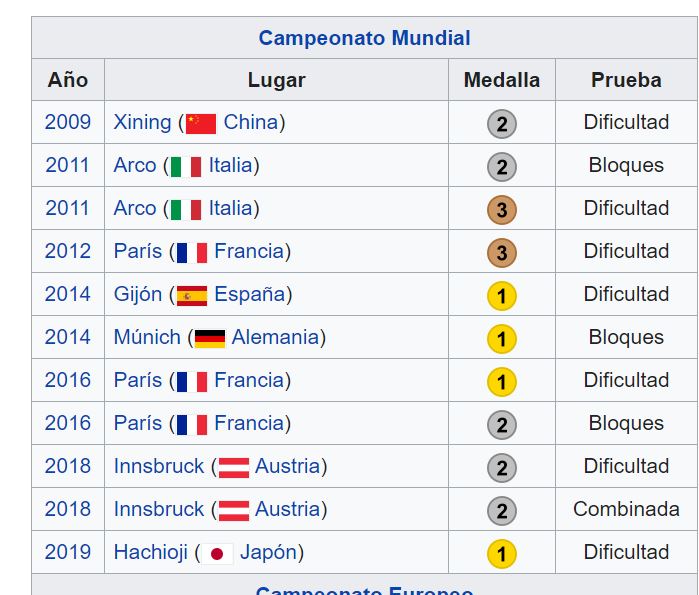 Campeonato Mundial
Año Lugar Medalla Prueba
2009 Xining (China) 2 Dificultad
2011 Arco (Italia) 2 Bloques
2011 Arco (Italia) 3 Dificultad
2012 París (Francia) 3 Dificultad
2014 Gijón (España) 1 Dificultad
2014 Múnich (Alemania) 1 Bloques
2016 París (Francia) 1 Dificultad
2016 París (Francia) 2 Bloques
2018 Innsbruck (Austria) 2 Dificultad
2018 Innsbruck (Austria) 2 Combinada
2019 Hachioji (Japón) 1 Dificultad
Campeonato Europeo